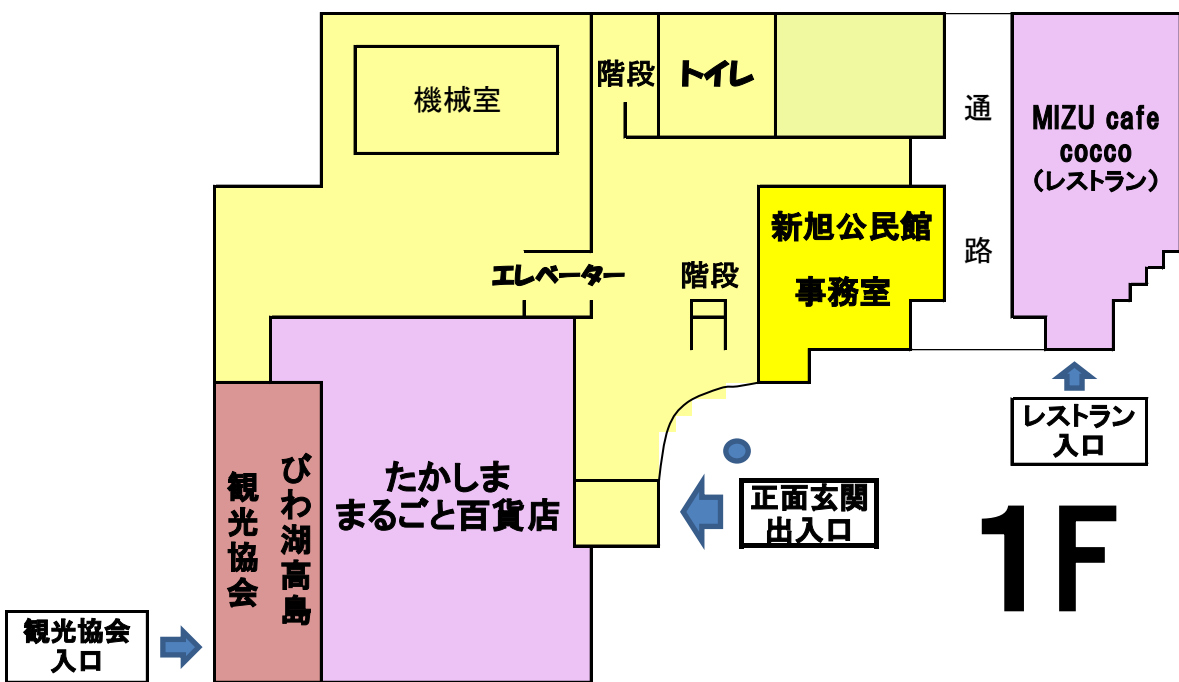 機械室
階段
トイレ
通
路
MIZU cafe
cocco
（レストラン）
新旭公民館
事務室
エレベーター
階段
レストラン
入口
びわ湖高島
観光協会
たかしま
まるごと百貨店
正面玄関
出入口
1F
観光協会
入口